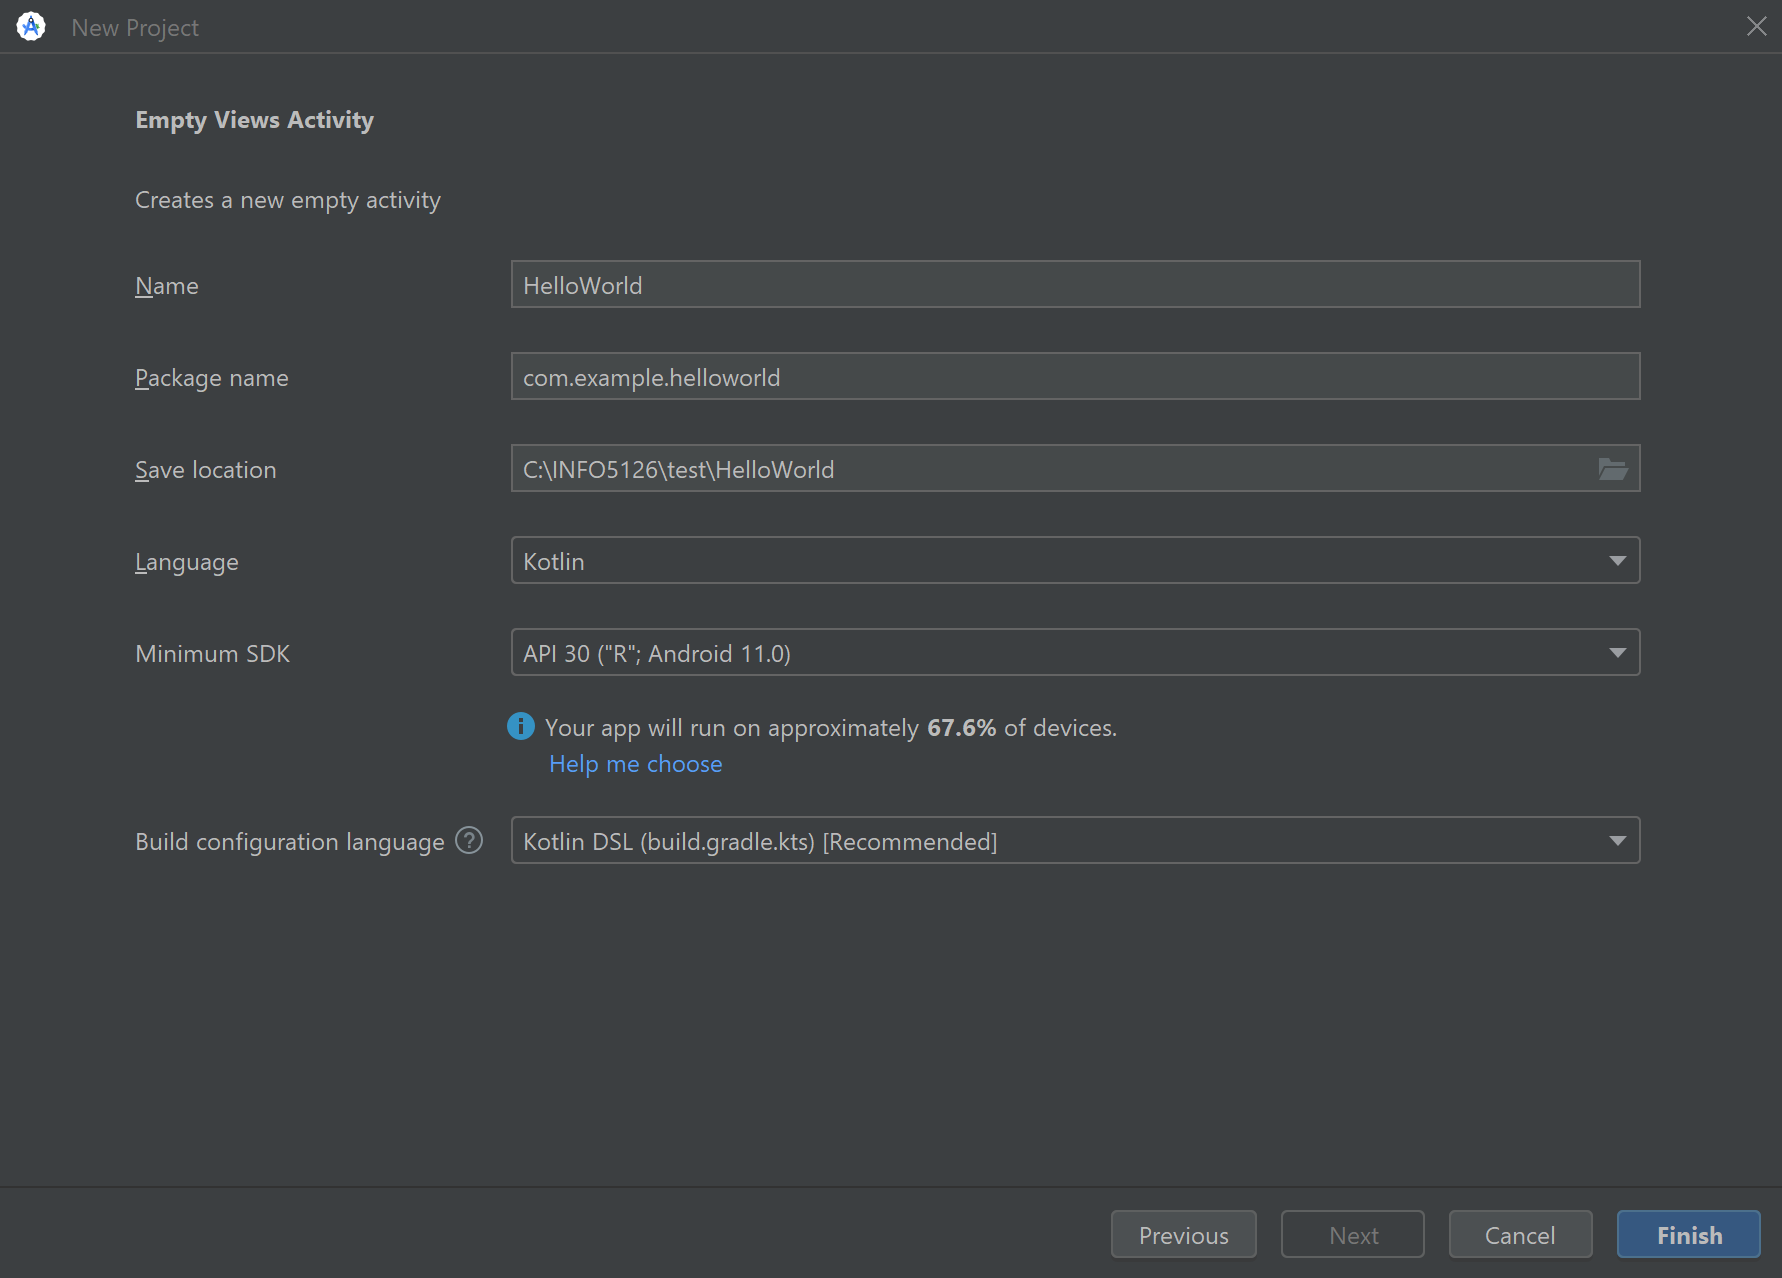 New Project
Empty Views Activity
Creates a new empty activity
Name HelloWorld
Package name com.example.helloworld
Save location C:\INFO5126\test\HelloWorld
Language Kotlin
Minimum SDK API 30 ("R"; Android 11.0)
i Your app will run on approximately 67.6% of devices.
Help me choose
Build configuration language ? Kotlin DSL (build.gradle.kts) [Recommended]
Previous Next Cancel Finish